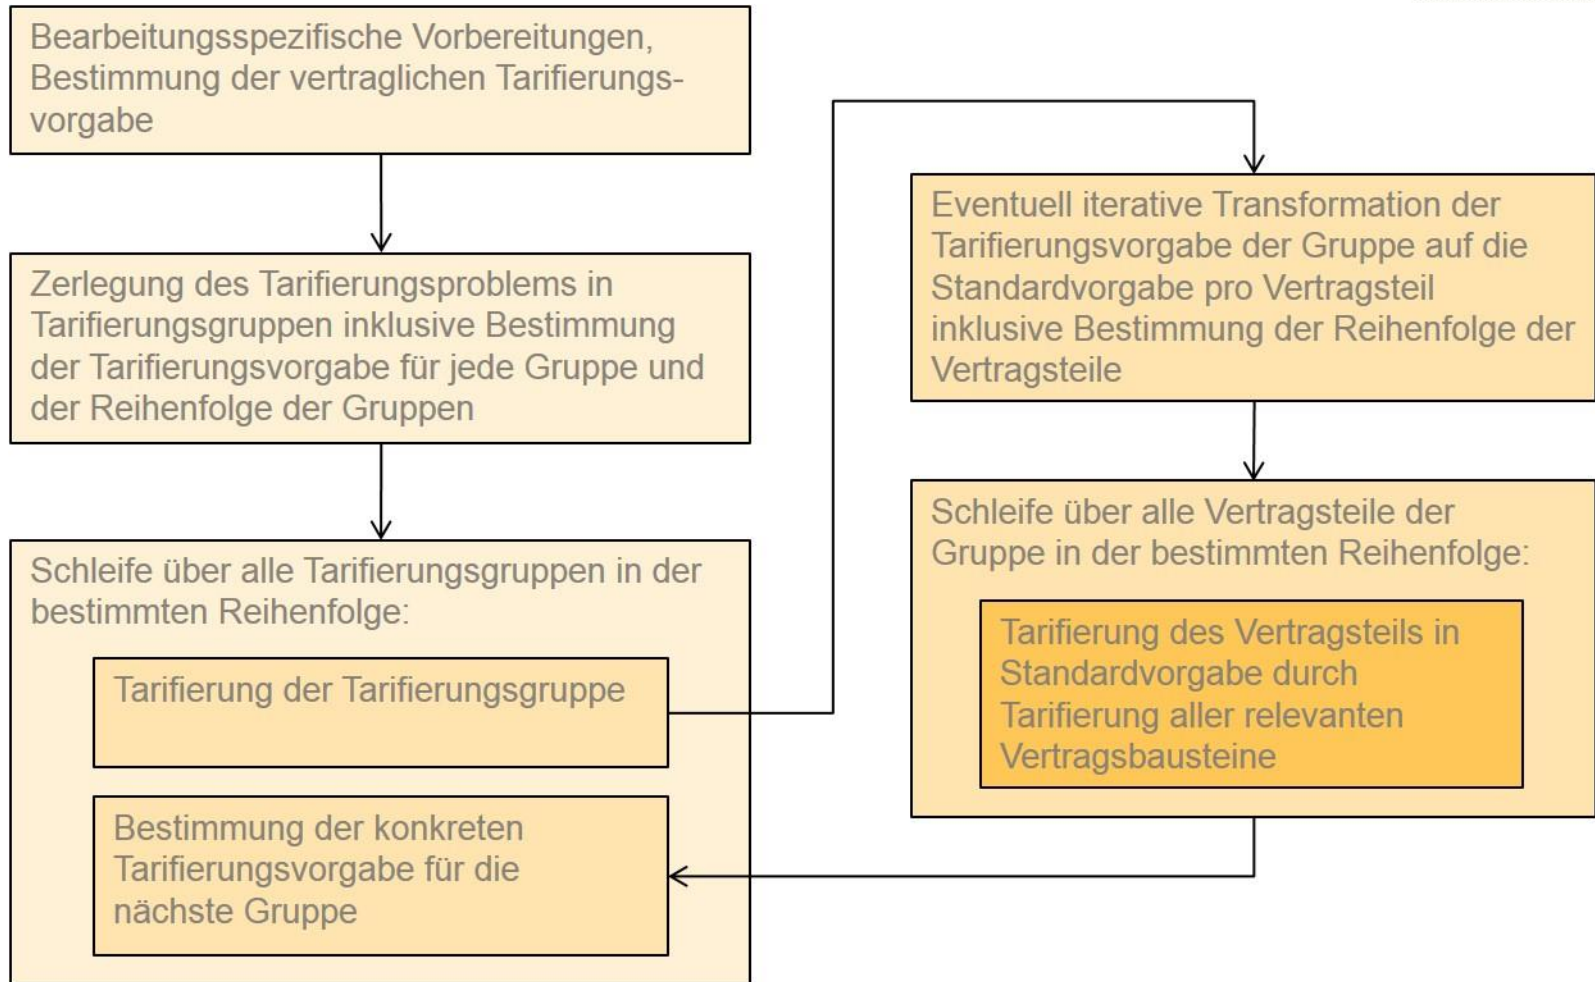 Bearbeitungsspezifische Vorbereitungen,
Bestimmung der vertraglichen Tarifierungs-
vorgabe
Zerlegung des Tarifierungsproblems in
Tarifierungsgruppen inklusive Bestimmung
der Tarifierungsvorgabe für jede Gruppe und
der Reihenfolge der Gruppen
Schleife über alle Tarifierungsgruppen in der
bestimmten Reihenfolge:
Tarifierung der Tarifierungsgruppe
Bestimmung der konkreten
Tarifierungsvorgabe für die
nächste Gruppe
Eventuell iterative Transformation der
Tarifierungsvorgabe der Gruppe auf die
Standardvorgabe pro Vertragsteil
inklusive Bestimmung der Reihenfolge der
Vertragsteile
Schleife über alle Vertragsteile der
Gruppe in der bestimmten Reihenfolge:
Tarifierung des Vertragsteils in
Standardvorgabe durch
Tarifierung aller relevanten
Vertragsbausteine